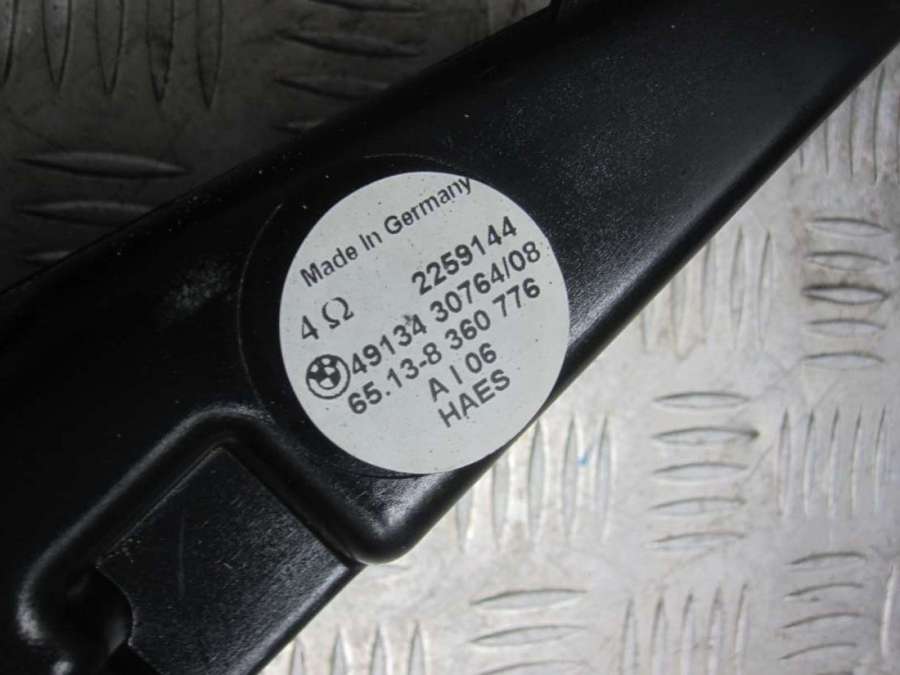 Made In Germany
4 Ω 2259144
49134 30764/08
65.13-8 360 776
A I 06
HAES